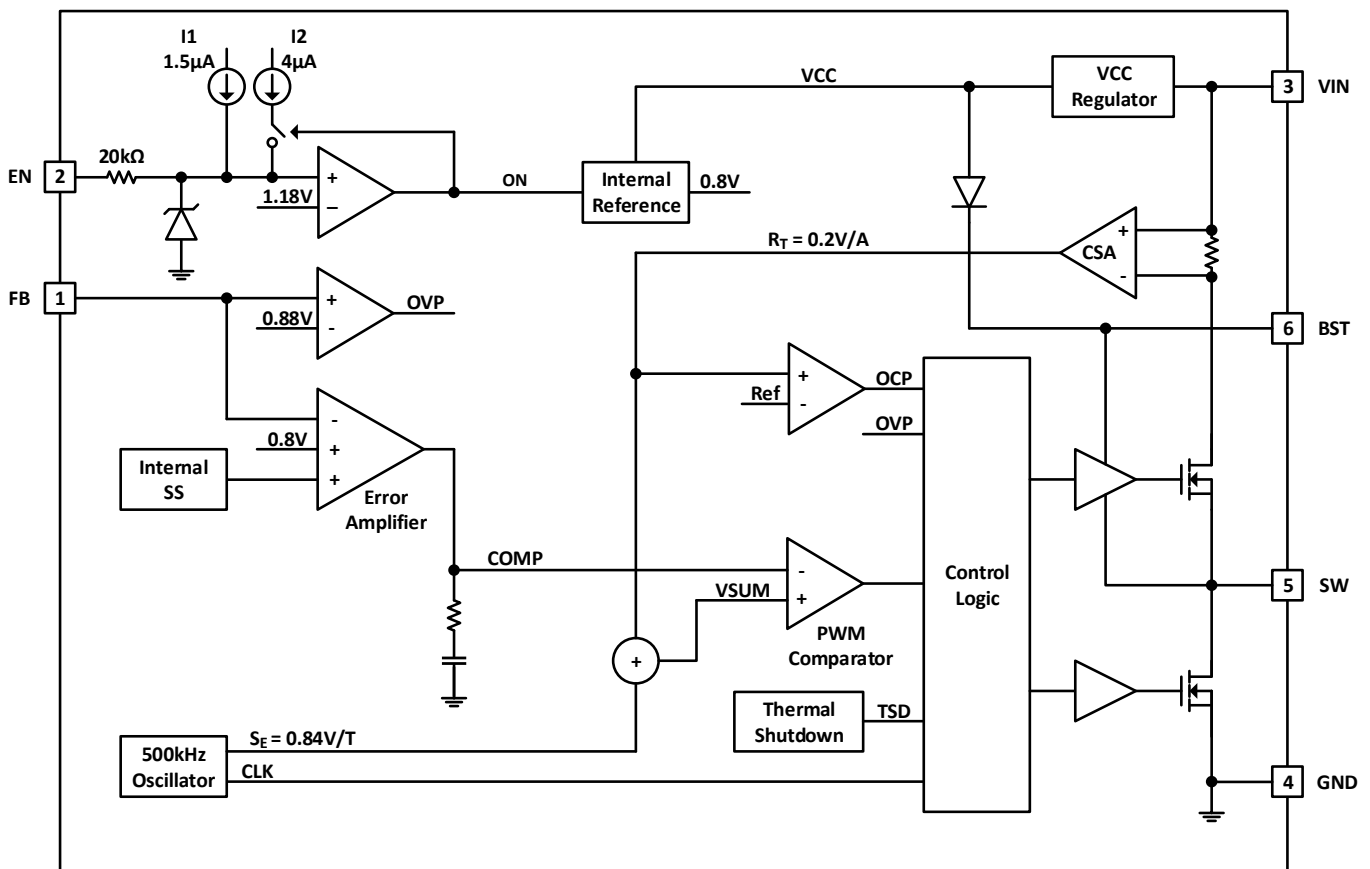 I1
1.5µA
I2
4µA
VCC
VCC
Regulator
3
VIN
EN
2
20kΩ
+
1.18V
–
ON
Internal
Reference
0.8V
R_T = 0.2V/A
CSA
+
-
FB
1
+
0.88V
-
OVP
6
BST
+
Ref
-
OCP
OVP
-
0.8V
+
Internal
SS
+
Error
Amplifier
COMP
-
VSUM
+
PWM
Comparator
Control
Logic
5
SW
+
Thermal
Shutdown
TSD
500kHz
Oscillator
S_E = 0.84V/T
CLK
4
GND